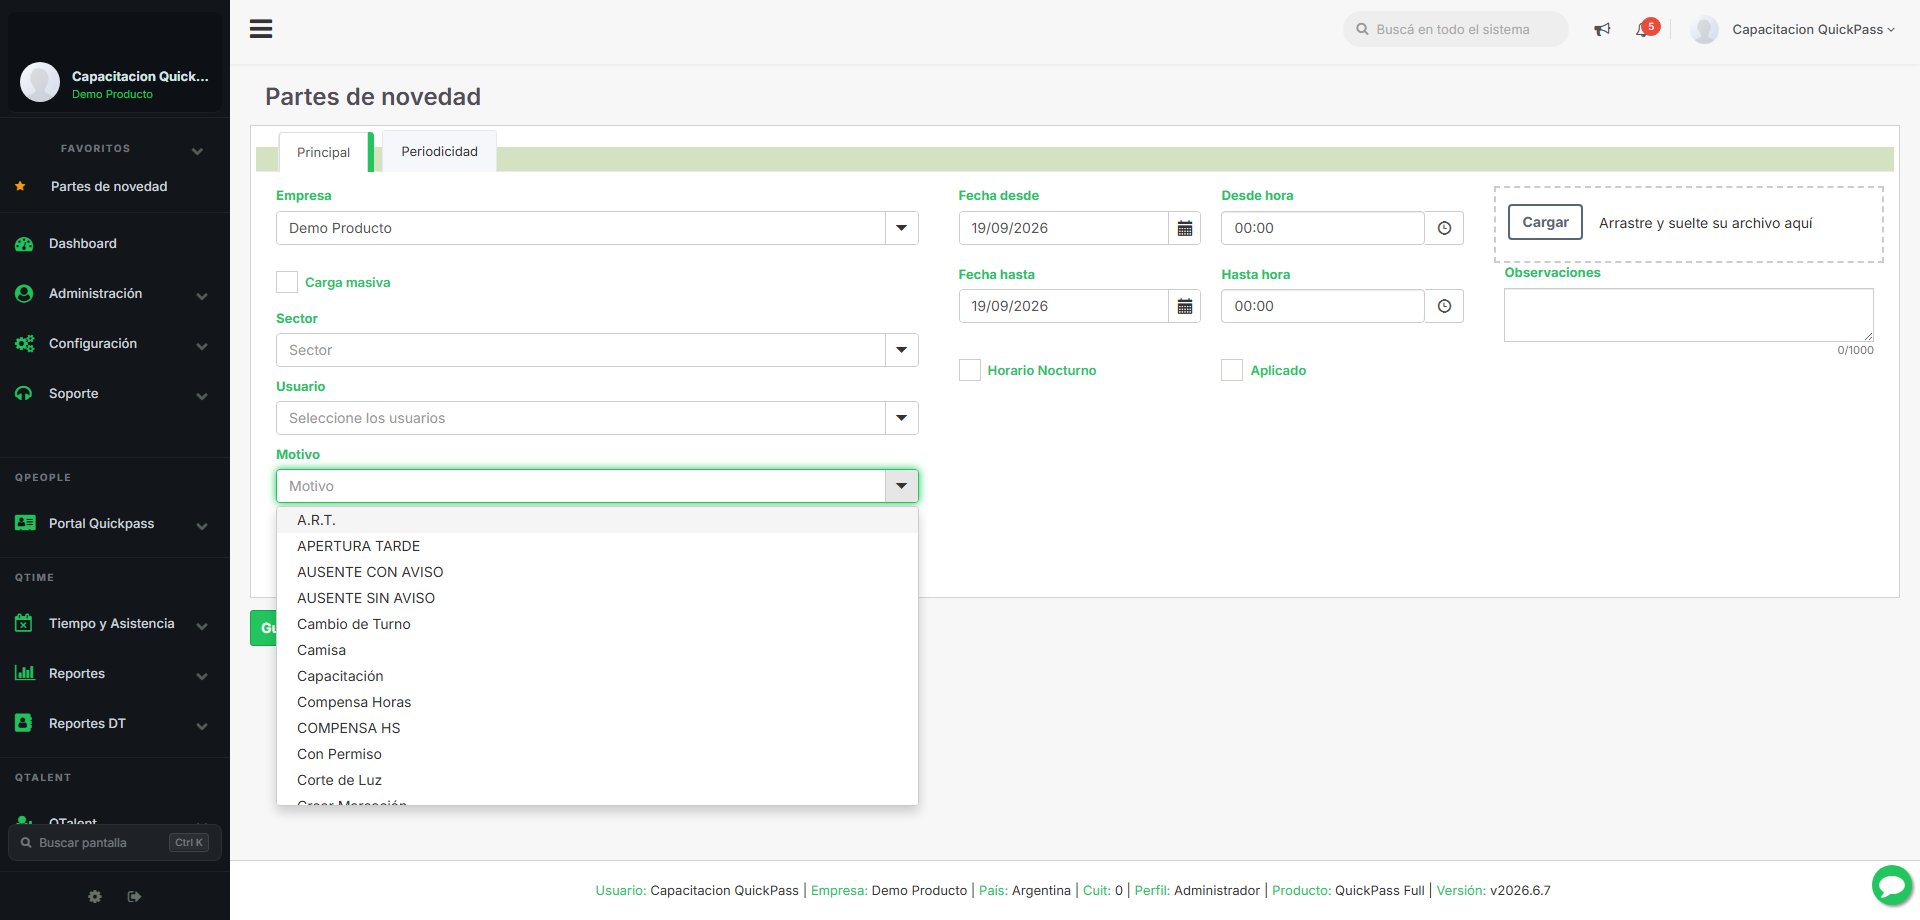 Capacitacion Quick...
Demo Producto
FAVORITOS
Partes de novedad
Dashboard
Administración
Configuración
Soporte
QPEOPLE
Portal Quickpass
QTIME
Tiempo y Asistencia
Reportes
Reportes DT
QTALENT
QTalent
Buscar pantalla
Ctrl K
Buscá en todo el sistema
5
Capacitacion QuickPass
Partes de novedad
Principal
Periodicidad
Empresa
Demo Producto
Carga masiva
Sector
Sector
Usuario
Seleccione los usuarios
Motivo
Motivo
A.R.T.
APERTURA TARDE
AUSENTE CON AVISO
AUSENTE SIN AVISO
Cambio de Turno
Camisa
Capacitación
Compensa Horas
COMPENSA HS
Con Permiso
Corte de Luz
Fecha desde
19/09/2026
Desde hora
00:00
Fecha hasta
19/09/2026
Hasta hora
00:00
Horario Nocturno
Aplicado
Cargar
Arrastre y suelte su archivo aquí
Observaciones
0/1000
Usuario: Capacitacion QuickPass | Empresa: Demo Producto | País: Argentina | Cuit: 0 | Perfil: Administrador | Producto: QuickPass Full | Versión: v2026.6.7